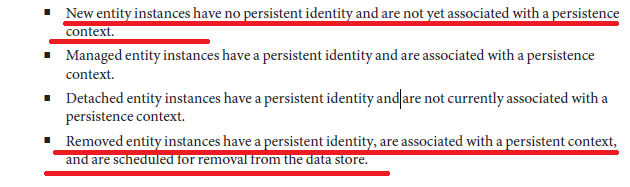 ▪ New entity instances have no persistent identity and are not yet associated with a persistence
context.
▪ Managed entity instances have a persistent identity and are associated with a persistence
context.
▪ Detached entity instances have a persistent identity and are not currently associated with a
persistence context.
▪ Removed entity instances have a persistent identity, are associated with a persistent context,
and are scheduled for removal from the data store.